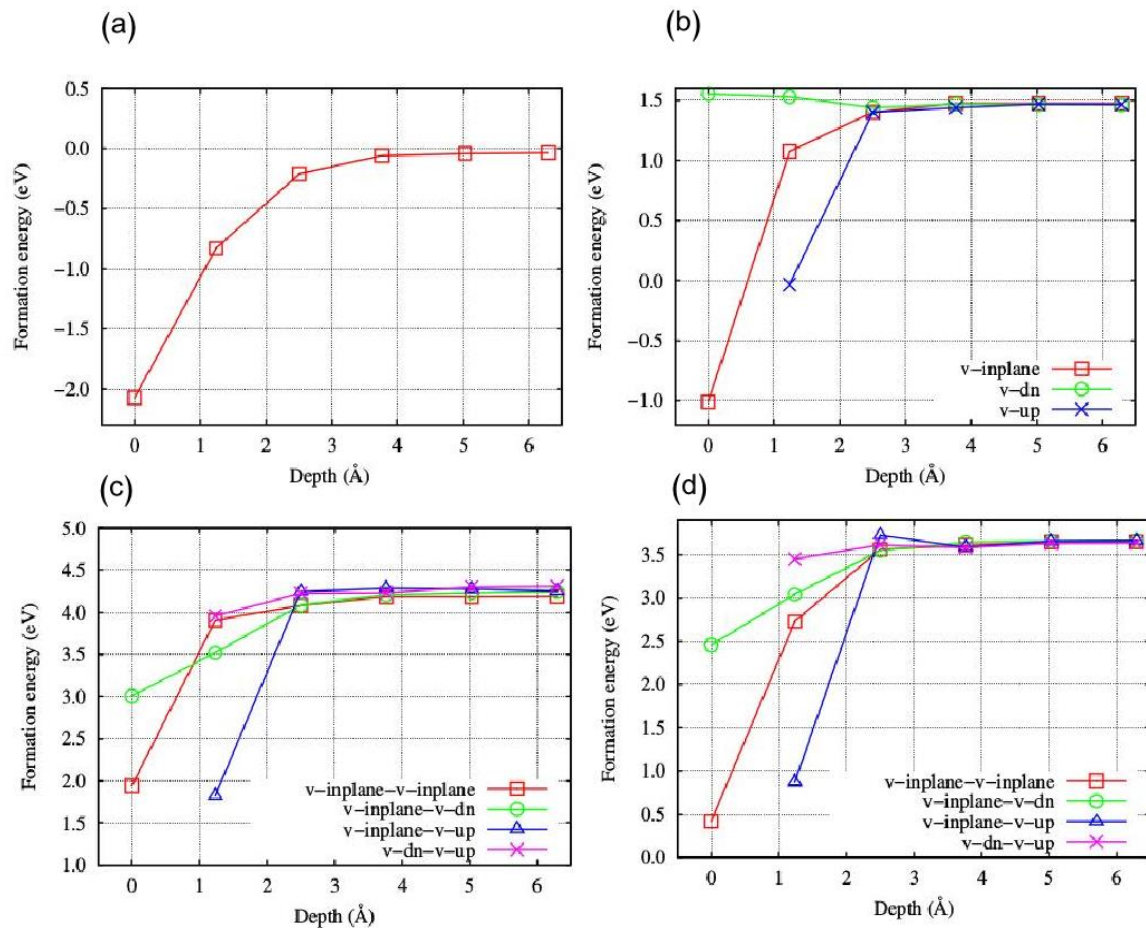 (a)
0.5
0.0
−0.5
−1.0
−1.5
−2.0
Formation energy (eV)
0 1 2 3 4 5 6
Depth (Å)
(b)
1.5
1.0
0.5
0.0
−0.5
−1.0
Formation energy (eV)
v−inplane
v−dn
v−up
0 1 2 3 4 5 6
Depth (Å)
(c)
5.0
4.5
4.0
3.5
3.0
2.5
2.0
1.5
1.0
Formation energy (eV)
v−inplane−v−inplane
v−inplane−v−dn
v−inplane−v−up
v−dn−v−up
0 1 2 3 4 5 6
Depth (Å)
(d)
3.5
3.0
2.5
2.0
1.5
1.0
0.5
0.0
Formation energy (eV)
v−inplane−v−inplane
v−inplane−v−dn
v−inplane−v−up
v−dn−v−up
0 1 2 3 4 5 6
Depth (Å)